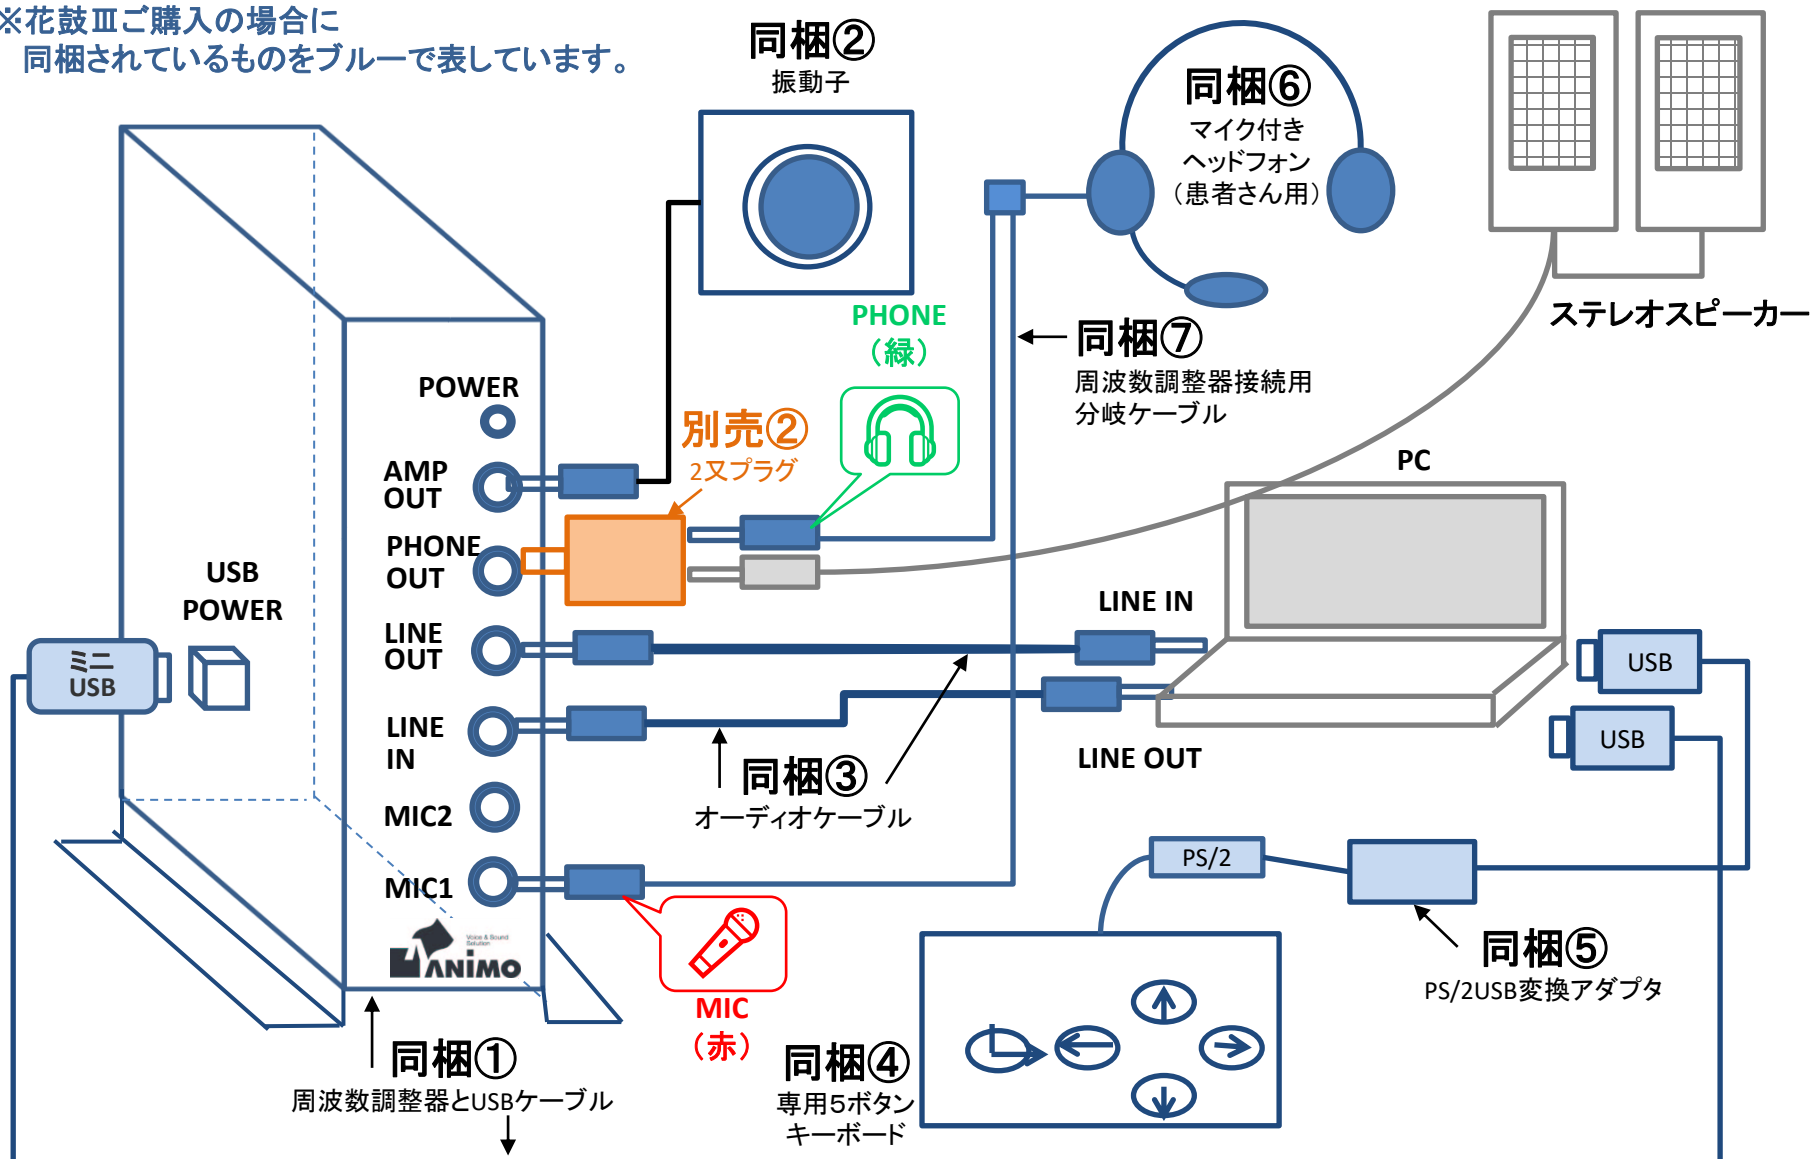 ※花鼓Ⅲご購入の場合に
同梱されているものをブルーで表しています。
同梱②
振動子
同梱⑥
マイク付き
ヘッドフォン
（患者さん用）
ステレオスピーカー
PHONE
（緑）
同梱⑦
周波数調整器接続用
分岐ケーブル
POWER
別売②
2又プラグ
AMP
OUT
PHONE
OUT
PC
USB
POWER
LINE
OUT
LINE IN
ミニ
USB
USB
LINE
IN
USB
LINE OUT
同梱③
オーディオケーブル
MIC2
PS/2
MIC1
Voice & Sound
Solution
ANiMO
同梱⑤
PS/2USB変換アダプタ
MIC
（赤）
同梱①
周波数調整器とUSBケーブル
同梱④
専用5ボタン
キーボード